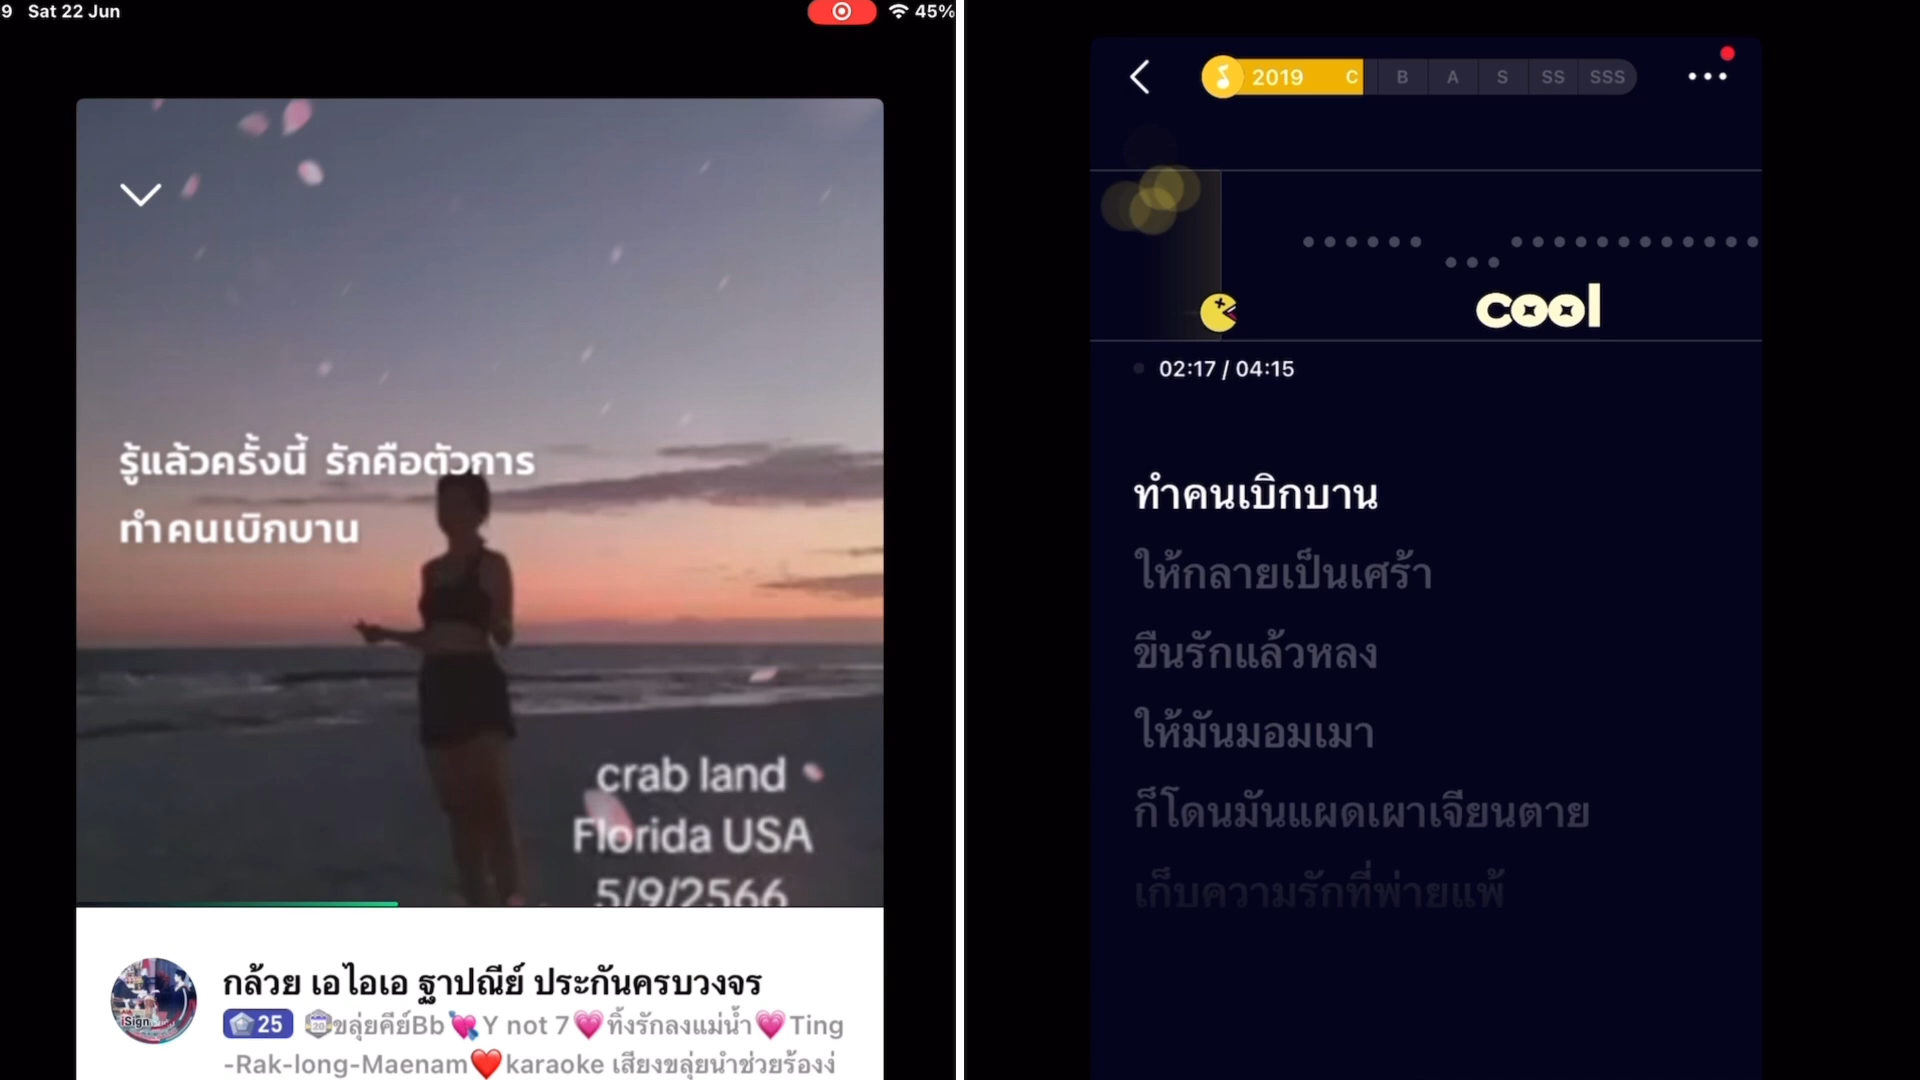 9 Sat 22 Jun
45%
รู้แล้วครั้งนี้ รักคือตัวการ
ทำคนเบิกบาน
crab land
Florida USA
5/9/2566
iSign
กล้วย เอไอเอ ฐาปณีย์ ประกันครบวงจร
25 20 ขลุ่ยคีย์Bb💘Y not 7💗ทิ้งรักลงแม่น้ำ💗Ting
-Rak-long-Maenam❤️karaoke เสียงขลุ่ยนำช่วยร้องง่
2019 C B A S SS SSS
cool
02:17 / 04:15
ทำคนเบิกบาน
ให้กลายเป็นเศร้า
ขืนรักแล้วหลง
ให้มันมอมเมา
ก็โดนมันแผดเผาเจียนตาย
เก็บความรักที่พ่ายแพ้